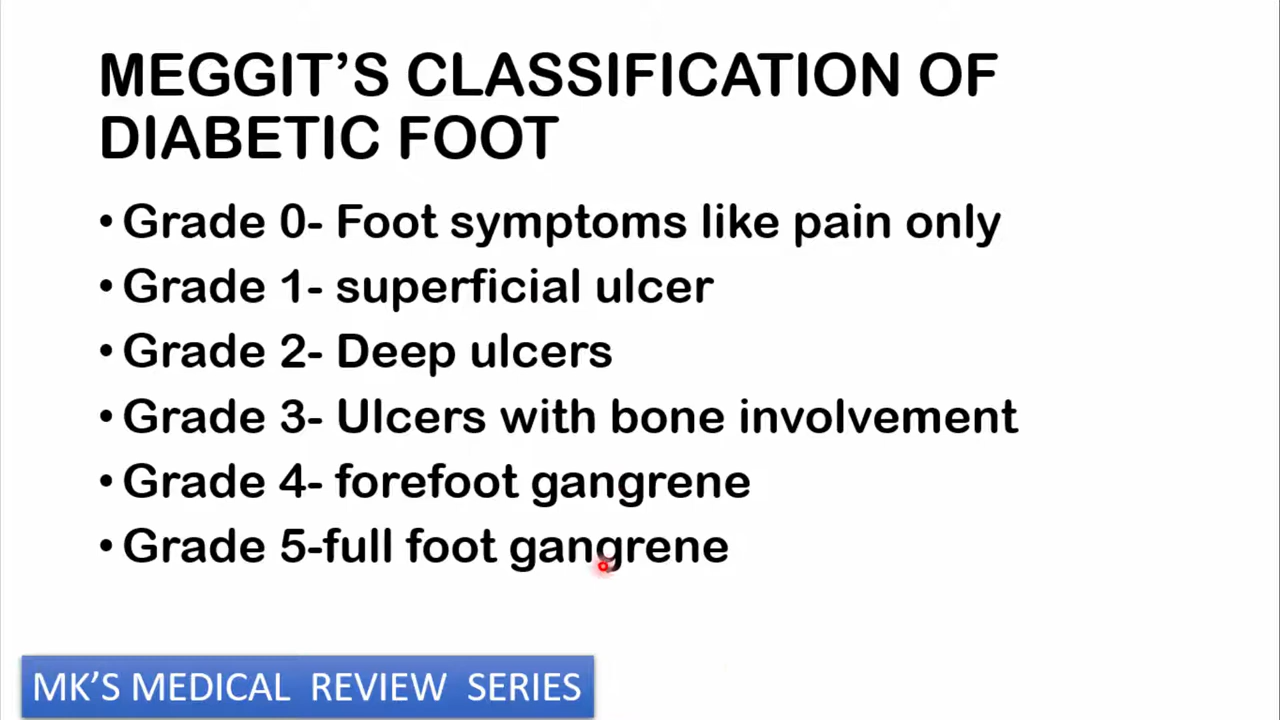 MEGGIT’S CLASSIFICATION OF
DIABETIC FOOT
• Grade 0- Foot symptoms like pain only
• Grade 1- superficial ulcer
• Grade 2- Deep ulcers
• Grade 3- Ulcers with bone involvement
• Grade 4- forefoot gangrene
• Grade 5-full foot gangrene
MK’S MEDICAL REVIEW SERIES